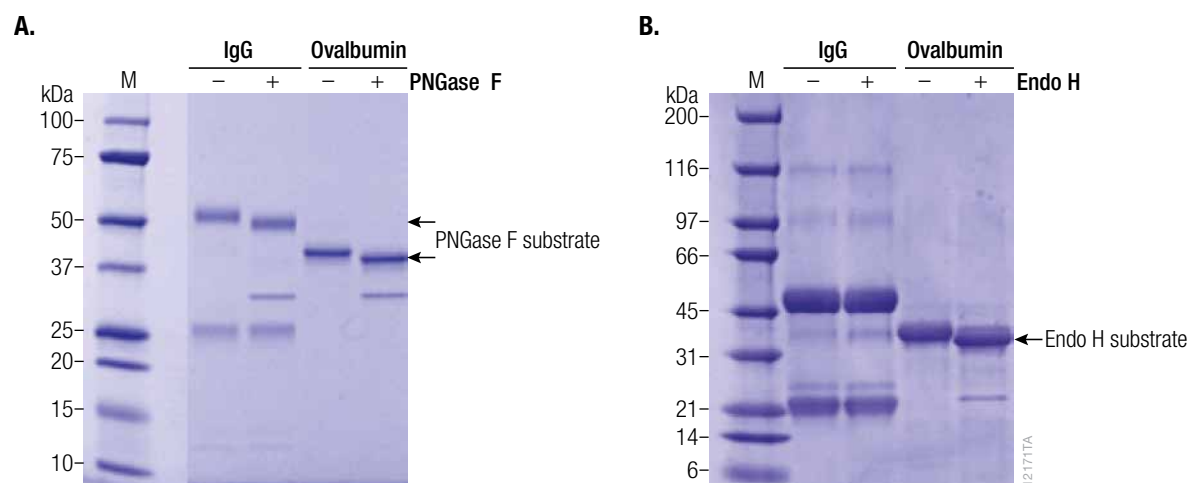 A.
IgG Ovalbumin
M – + – + PNGase F
kDa
100–
75–
50–
37–
25–
20–
15–
10–
PNGase F substrate
B.
IgG Ovalbumin
M – + – + Endo H
kDa
200–
116–
97–
66–
45–
31–
21–
14–
6–
Endo H substrate
12171TA